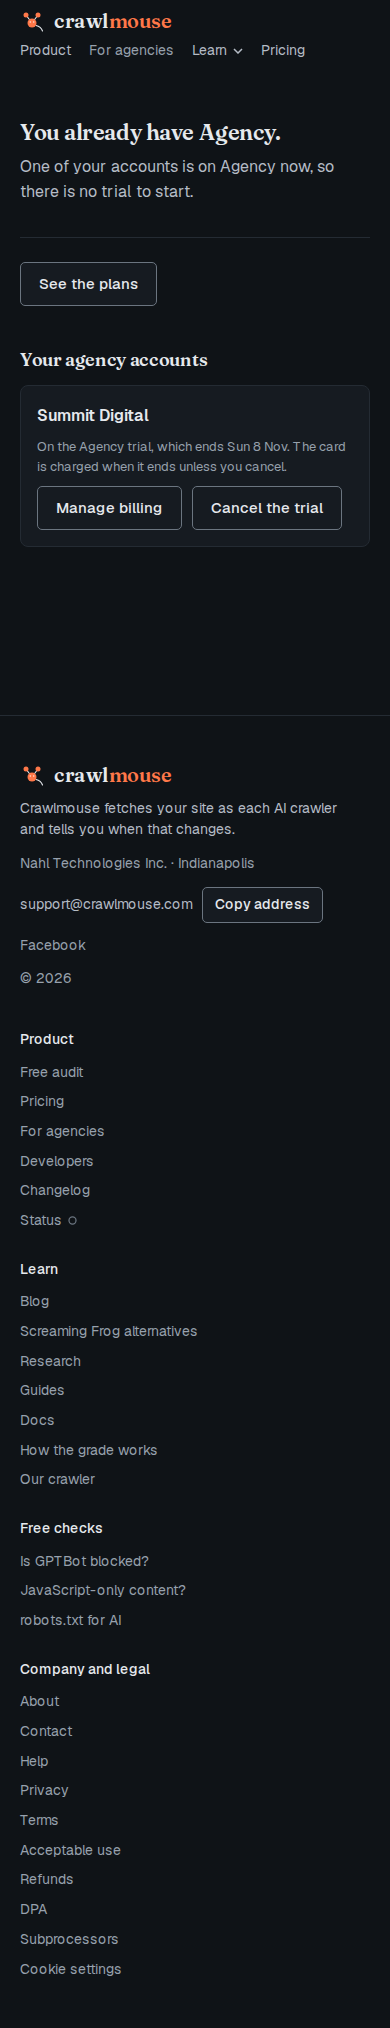 crawlmouse
Product For agencies Learn Pricing
You already have Agency.
One of your accounts is on Agency now, so
there is no trial to start.
See the plans
Your agency accounts
Summit Digital
On the Agency trial, which ends Sun 8 Nov. The card
is charged when it ends unless you cancel.
Manage billing Cancel the trial
crawlmouse
Crawlmouse fetches your site as each AI crawler
and tells you when that changes.
Nahl Technologies Inc. · Indianapolis
support@crawlmouse.com Copy address
Facebook
© 2026
Product
Free audit
Pricing
For agencies
Developers
Changelog
Status
Learn
Blog
Screaming Frog alternatives
Research
Guides
Docs
How the grade works
Our crawler
Free checks
Is GPTBot blocked?
JavaScript-only content?
robots.txt for AI
Company and legal
About
Contact
Help
Privacy
Terms
Acceptable use
Refunds
DPA
Subprocessors
Cookie settings